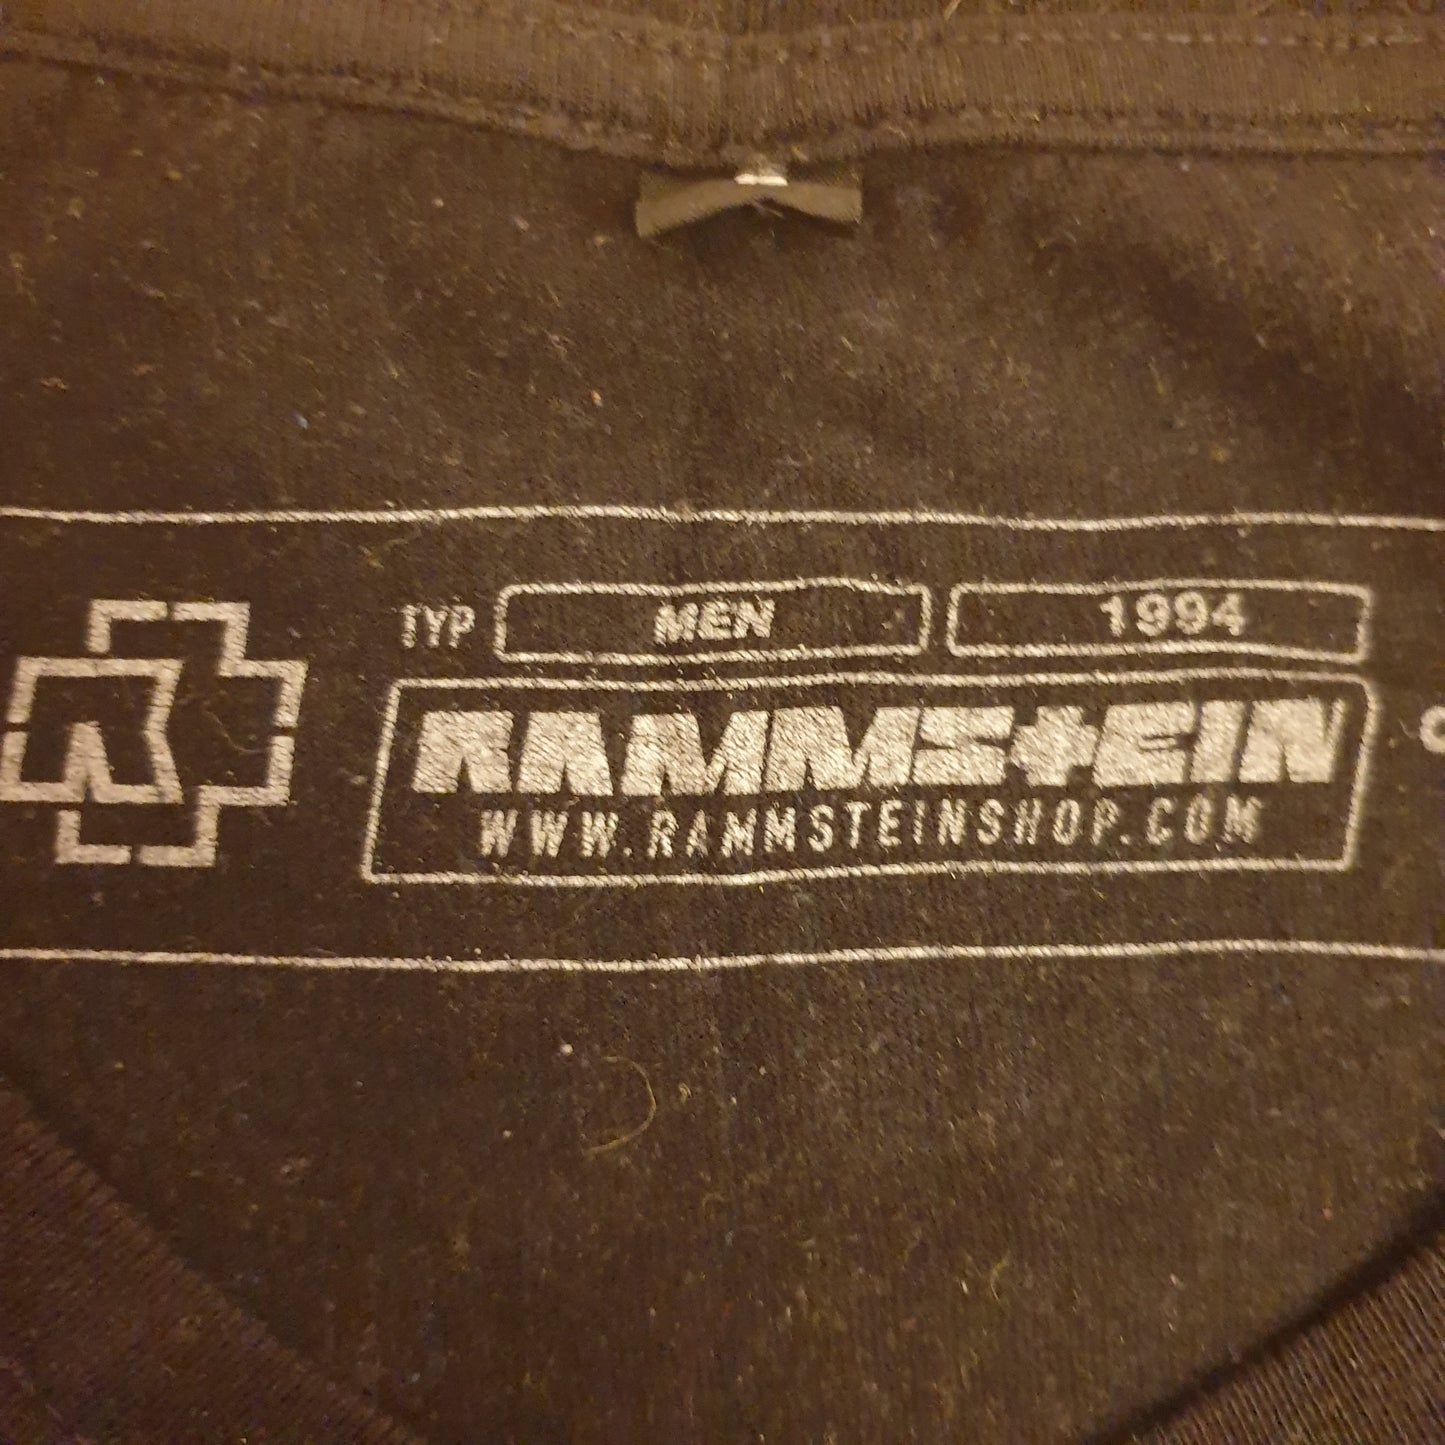 TYP MEN 1994
R
RAMMSTEIN
WWW.RAMMSTEINSHOP.COM